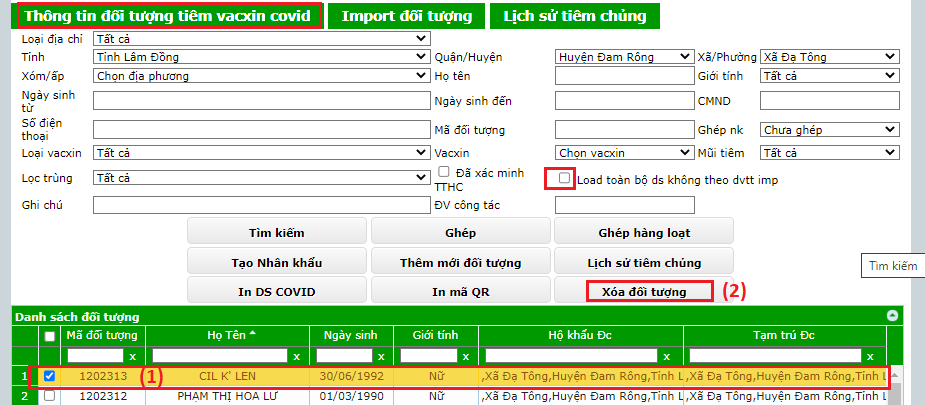 Thông tin đối tượng tiêm vacxin covid Import đối tượng Lịch sử tiêm chủng
Loại địa chỉ Tất cả
Tỉnh Tỉnh Lâm Đồng Quận/Huyện Huyện Đam Rông Xã/Phường Xã Đạ Tông
Xóm/ấp Chọn địa phương Họ tên Giới tính Tất cả
Ngày sinh từ Ngày sinh đến CMND
Số điện thoại Mã đối tượng Ghép nk Chưa ghép
Loại vacxin Tất cả Vacxin Chọn vacxin Mũi tiêm Tất cả
Lọc trùng Tất cả Đã xác minh TTHC Load toàn bộ ds không theo dvtt imp
Ghi chú ĐV công tác
Tìm kiếm Ghép Ghép hàng loạt
Tạo Nhân khẩu Thêm mới đối tượng Lịch sử tiêm chủng Tìm kiếm
In DS COVID In mã QR Xóa đối tượng (2)
Danh sách đối tượng
Mã đối tượng Họ Tên Ngày sinh Giới tính Hộ khẩu Đc Tạm trú Đc
x x x x x x
1 1202313 (1) CIL K' LEN 30/06/1992 Nữ ,Xã Đạ Tông,Huyện Đam Rông,Tỉnh L ,Xã Đạ Tông,Huyện Đam Rông,Tỉnh L
2 1202312 PHẠM THỊ HOA LƯ 01/03/1990 Nữ ,Xã Đạ Tông,Huyện Đam Rông,Tỉnh L ,Xã Đạ Tông,Huyện Đam Rông,Tỉnh L